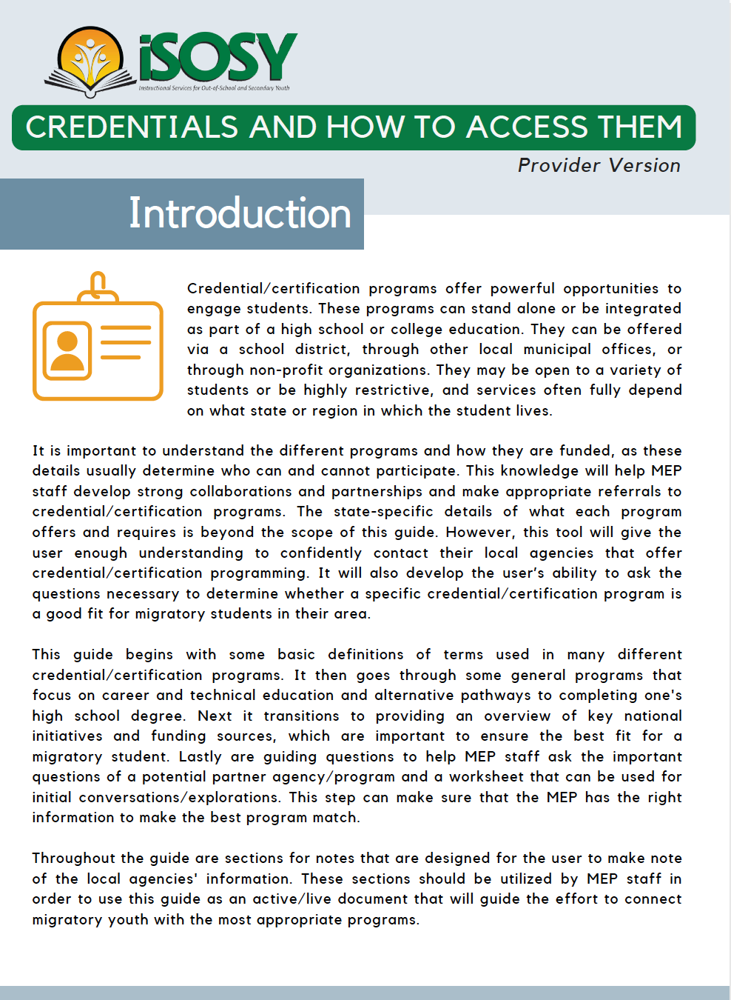 iSOSY
Instructional Services for Out-of-School and Secondary Youth
CREDENTIALS AND HOW TO ACCESS THEM
Provider Version
Introduction
Credential/certification programs offer powerful opportunities to
engage students. These programs can stand alone or be integrated
as part of a high school or college education. They can be offered
via a school district, through other local municipal offices, or
through non-profit organizations. They may be open to a variety of
students or be highly restrictive, and services often fully depend
on what state or region in which the student lives.
It is important to understand the different programs and how they are funded, as these
details usually determine who can and cannot participate. This knowledge will help MEP
staff develop strong collaborations and partnerships and make appropriate referrals to
credential/certification programs. The state-specific details of what each program
offers and requires is beyond the scope of this guide. However, this tool will give the
user enough understanding to confidently contact their local agencies that offer
credential/certification programming. It will also develop the user’s ability to ask the
questions necessary to determine whether a specific credential/certification program is
a good fit for migratory students in their area.
This guide begins with some basic definitions of terms used in many different
credential/certification programs. It then goes through some general programs that
focus on career and technical education and alternative pathways to completing one's
high school degree. Next it transitions to providing an overview of key national
initiatives and funding sources, which are important to ensure the best fit for a
migratory student. Lastly are guiding questions to help MEP staff ask the important
questions of a potential partner agency/program and a worksheet that can be used for
initial conversations/explorations. This step can make sure that the MEP has the right
information to make the best program match.
Throughout the guide are sections for notes that are designed for the user to make note
of the local agencies' information. These sections should be utilized by MEP staff in
order to use this guide as an active/live document that will guide the effort to connect
migratory youth with the most appropriate programs.